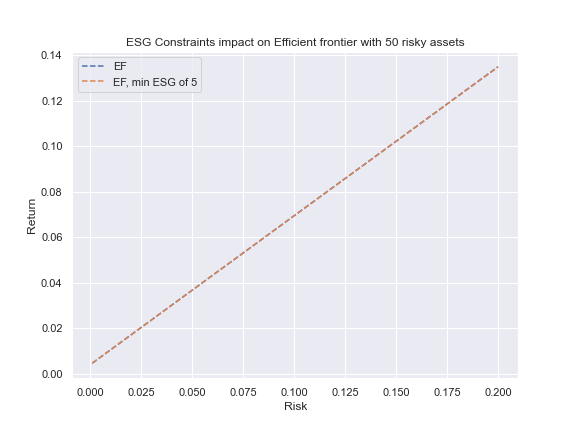 ESG Constraints impact on Efficient frontier with 50 risky assets
EF
EF, min ESG of 5
0.14
0.12
0.10
0.08
0.06
0.04
0.02
0.00
Return
0.000 0.025 0.050 0.075 0.100 0.125 0.150 0.175 0.200
Risk